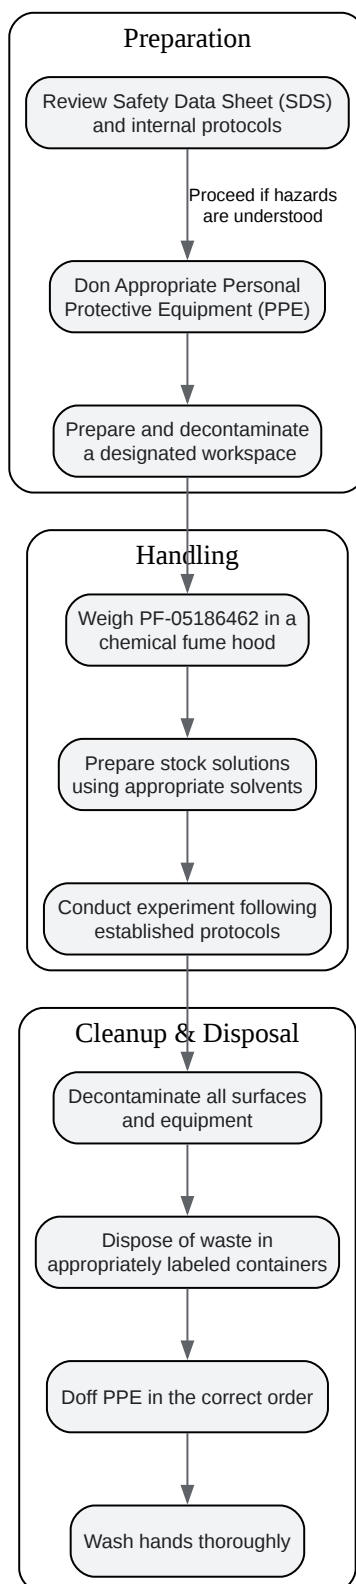 Preparation
Review Safety Data Sheet (SDS)
and internal protocols
Proceed if hazards
are understood
Don Appropriate Personal
Protective Equipment (PPE)
Prepare and decontaminate
a designated workspace
Handling
Weigh PF-05186462 in a
chemical fume hood
Prepare stock solutions
using appropriate solvents
Conduct experiment following
established protocols
Cleanup & Disposal
Decontaminate all surfaces
and equipment
Dispose of waste in
appropriately labeled containers
Doff PPE in the correct order
Wash hands thoroughly